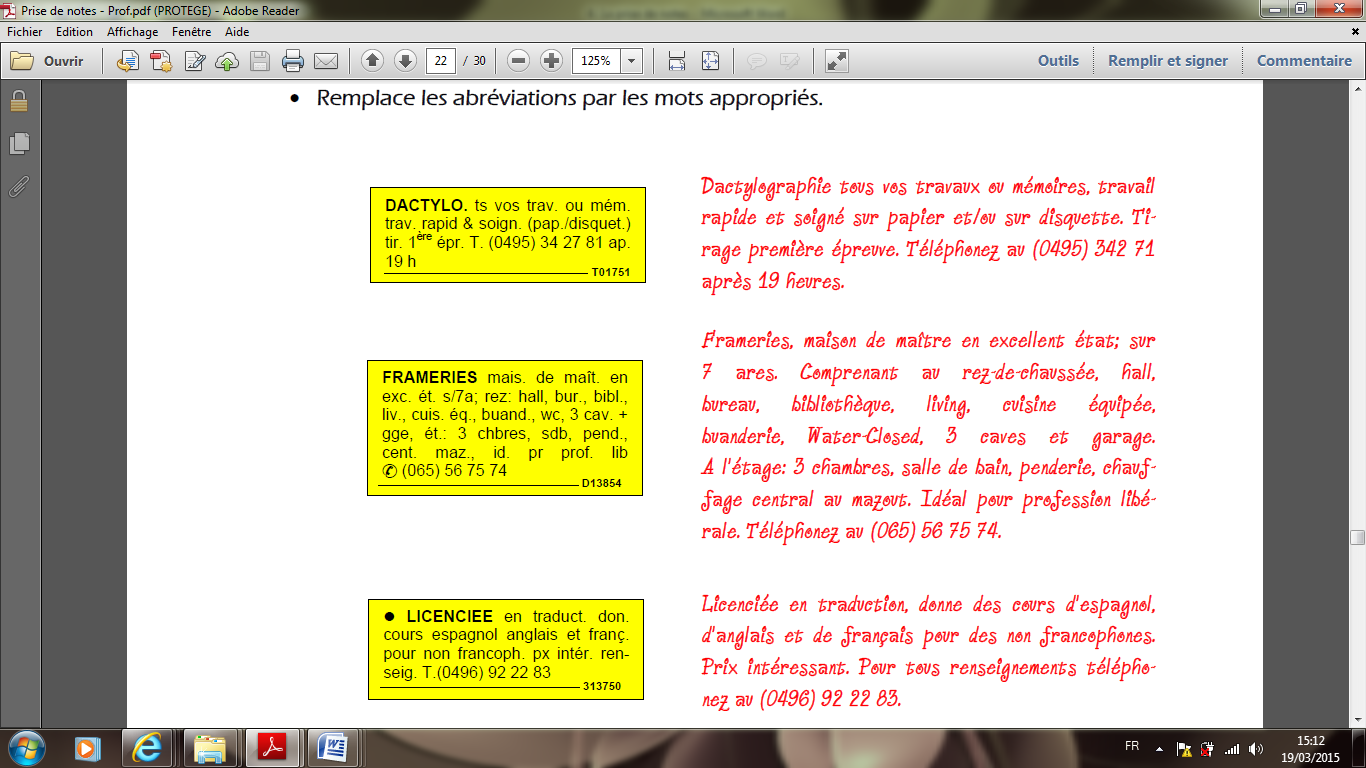 Prise de notes - Prof.pdf (PROTEGE) - Adobe Reader
Fichier Edition Affichage Fenêtre Aide
Ouvrir 22 / 30 125% Outils Remplir et signer Commentaire
• Remplace les abréviations par les mots appropriés.
DACTYLO. ts vos trav. ou mém.
trav. rapid & soign. (pap./disquet.)
tir. 1ère épr. T. (0495) 34 27 81 ap.
19 h
T01751
Dactylographie tous vos travaux ou mémoires, travail
rapide et soigné sur papier et/ou sur disquette. Ti-
rage première épreuve. Téléphonez au (0495) 342 71
après 19 heures.
FRAMERIES mais. de maît. en
exc. ét. s/7a; rez: hall, bur., bibl.,
liv., cuis. éq., buand., wc, 3 cav. +
gge, ét.: 3 chbres, sdb, pend.,
cent. maz., id. pr prof. lib
✆ (065) 56 75 74
D13854
Frameries, maison de maître en excellent état; sur
7 ares. Comprenant au rez-de-chaussée, hall,
bureau, bibliothèque, living, cuisine équipée,
buanderie, Water-Closed, 3 caves et garage.
A l'étage: 3 chambres, salle de bain, penderie, chauf-
fage central au mazout. Idéal pour profession libé-
rale. Téléphonez au (065) 56 75 74.
● LICENCIEE en traduct. don.
cours espagnol anglais et franç.
pour non francoph. px intér. ren-
seig. T.(0496) 92 22 83
313750
Licenciée en traduction, donne des cours d'espagnol,
d'anglais et de français pour des non francophones.
Prix intéressant. Pour tous renseignements télépho-
nez au (0496) 92 22 83.
FR
15:12
19/03/2015